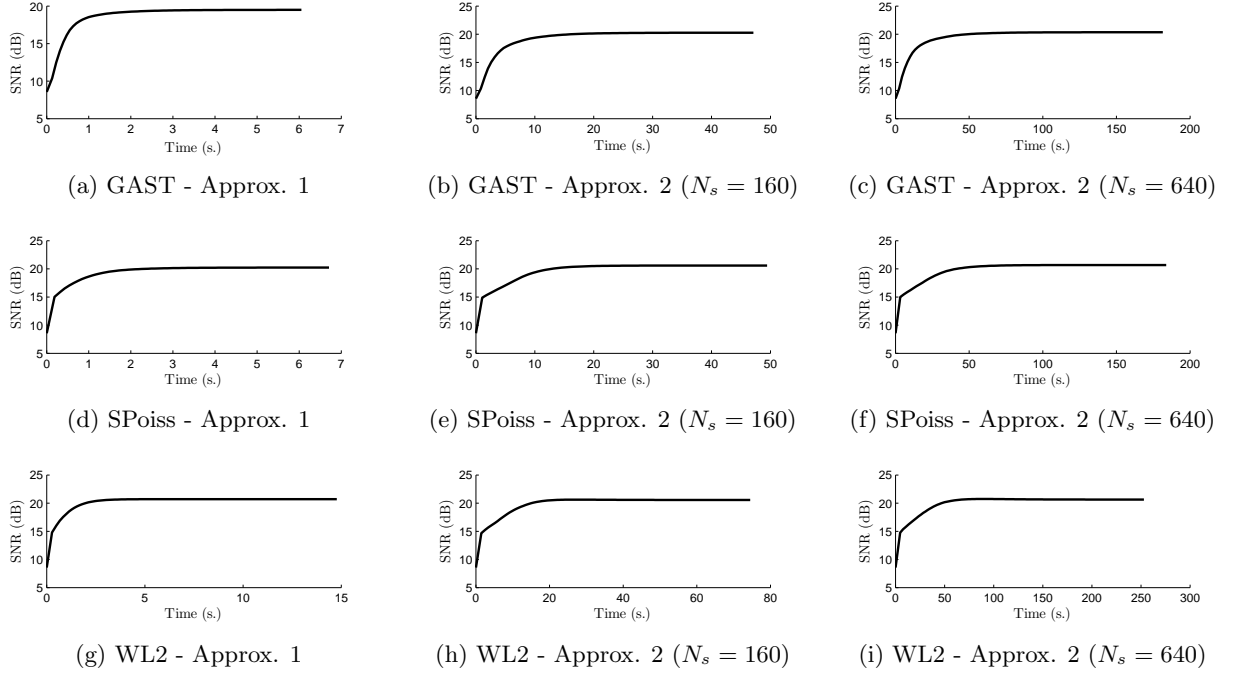 20
15
10
5
SNR (dB)
0 1 2 3 4 5 6 7
Time (s.)
(a) GAST - Approx. 1
25
20
15
10
5
SNR (dB)
0 10 20 30 40 50
Time (s.)
(b) GAST - Approx. 2 (N_s = 160)
25
20
15
10
5
SNR (dB)
0 50 100 150 200
Time (s.)
(c) GAST - Approx. 2 (N_s = 640)
25
20
15
10
5
SNR (dB)
0 1 2 3 4 5 6 7
Time (s.)
(d) SPoiss - Approx. 1
25
20
15
10
5
SNR (dB)
0 10 20 30 40 50
Time (s.)
(e) SPoiss - Approx. 2 (N_s = 160)
25
20
15
10
5
SNR (dB)
0 50 100 150 200
Time (s.)
(f) SPoiss - Approx. 2 (N_s = 640)
25
20
15
10
5
SNR (dB)
0 5 10 15
Time (s.)
(g) WL2 - Approx. 1
25
20
15
10
5
SNR (dB)
0 20 40 60 80
Time (s.)
(h) WL2 - Approx. 2 (N_s = 160)
25
20
15
10
5
SNR (dB)
0 50 100 150 200 250 300
Time (s.)
(i) WL2 - Approx. 2 (N_s = 640)